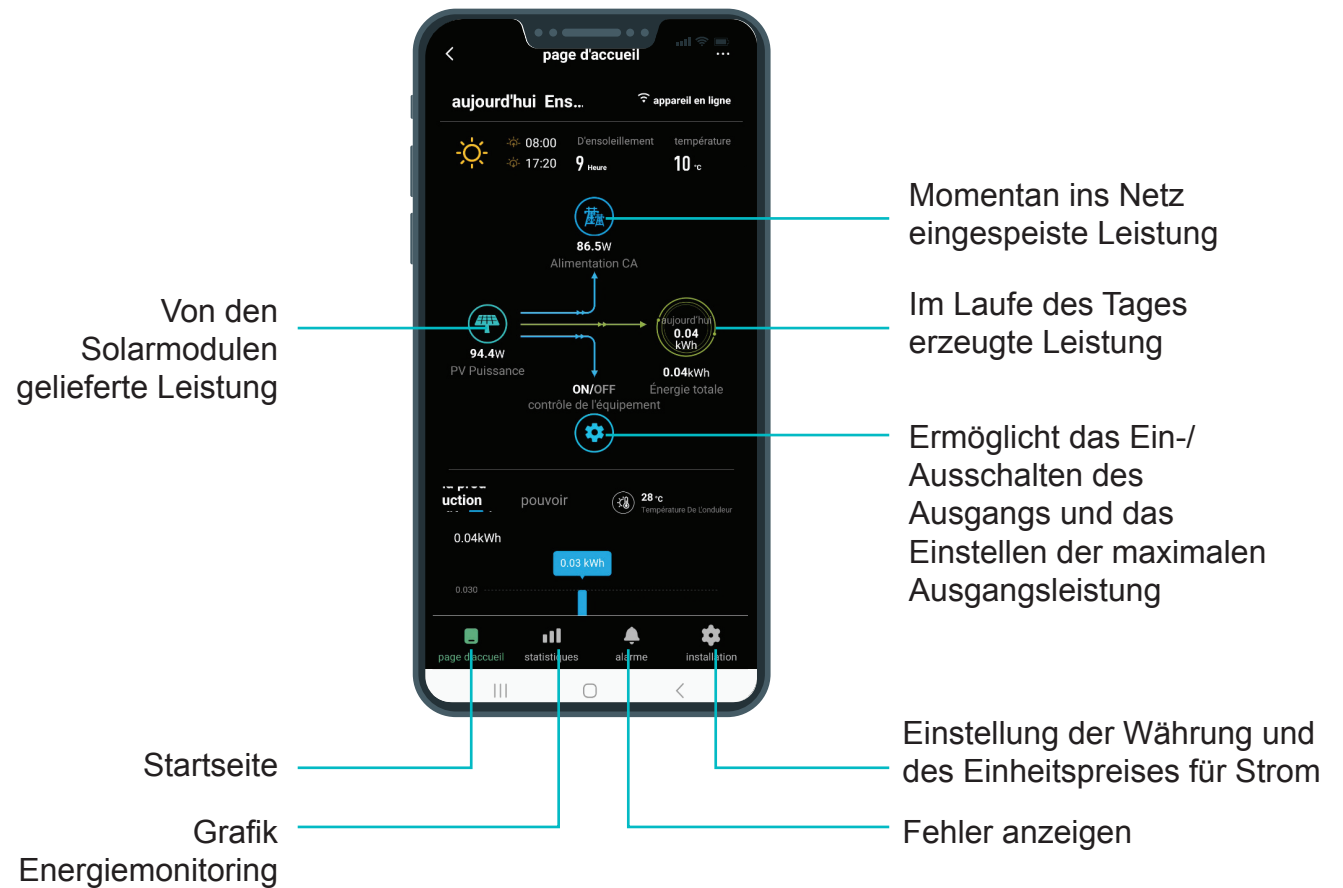 page d'accueil
aujourd'hui Ens...
appareil en ligne
08:00
D'ensoleillement
température
17:20
9 Heure
10 °C
Momentan ins Netz
eingespeiste Leistung
86.5W
Alimentation CA
Von den
Solarmodulen
gelieferte Leistung
Im Laufe des Tages
erzeugte Leistung
aujourd'hui
0.04
kWh
94.4W
PV Puissance
0.04kWh
Énergie totale
ON/OFF
contrôle de l'équipement
Ermöglicht das Ein-/
Ausschalten des
Ausgangs und das
Einstellen der maximalen
Ausgangsleistung
uction
pouvoir
28 °C
Température De L'onduleur
0.04kWh
0.03 kWh
0.030
page d'accueil
statistiques
alarme
installation
Startseite
Einstellung der Währung und
des Einheitspreises für Strom
Grafik
Energiemonitoring
Fehler anzeigen